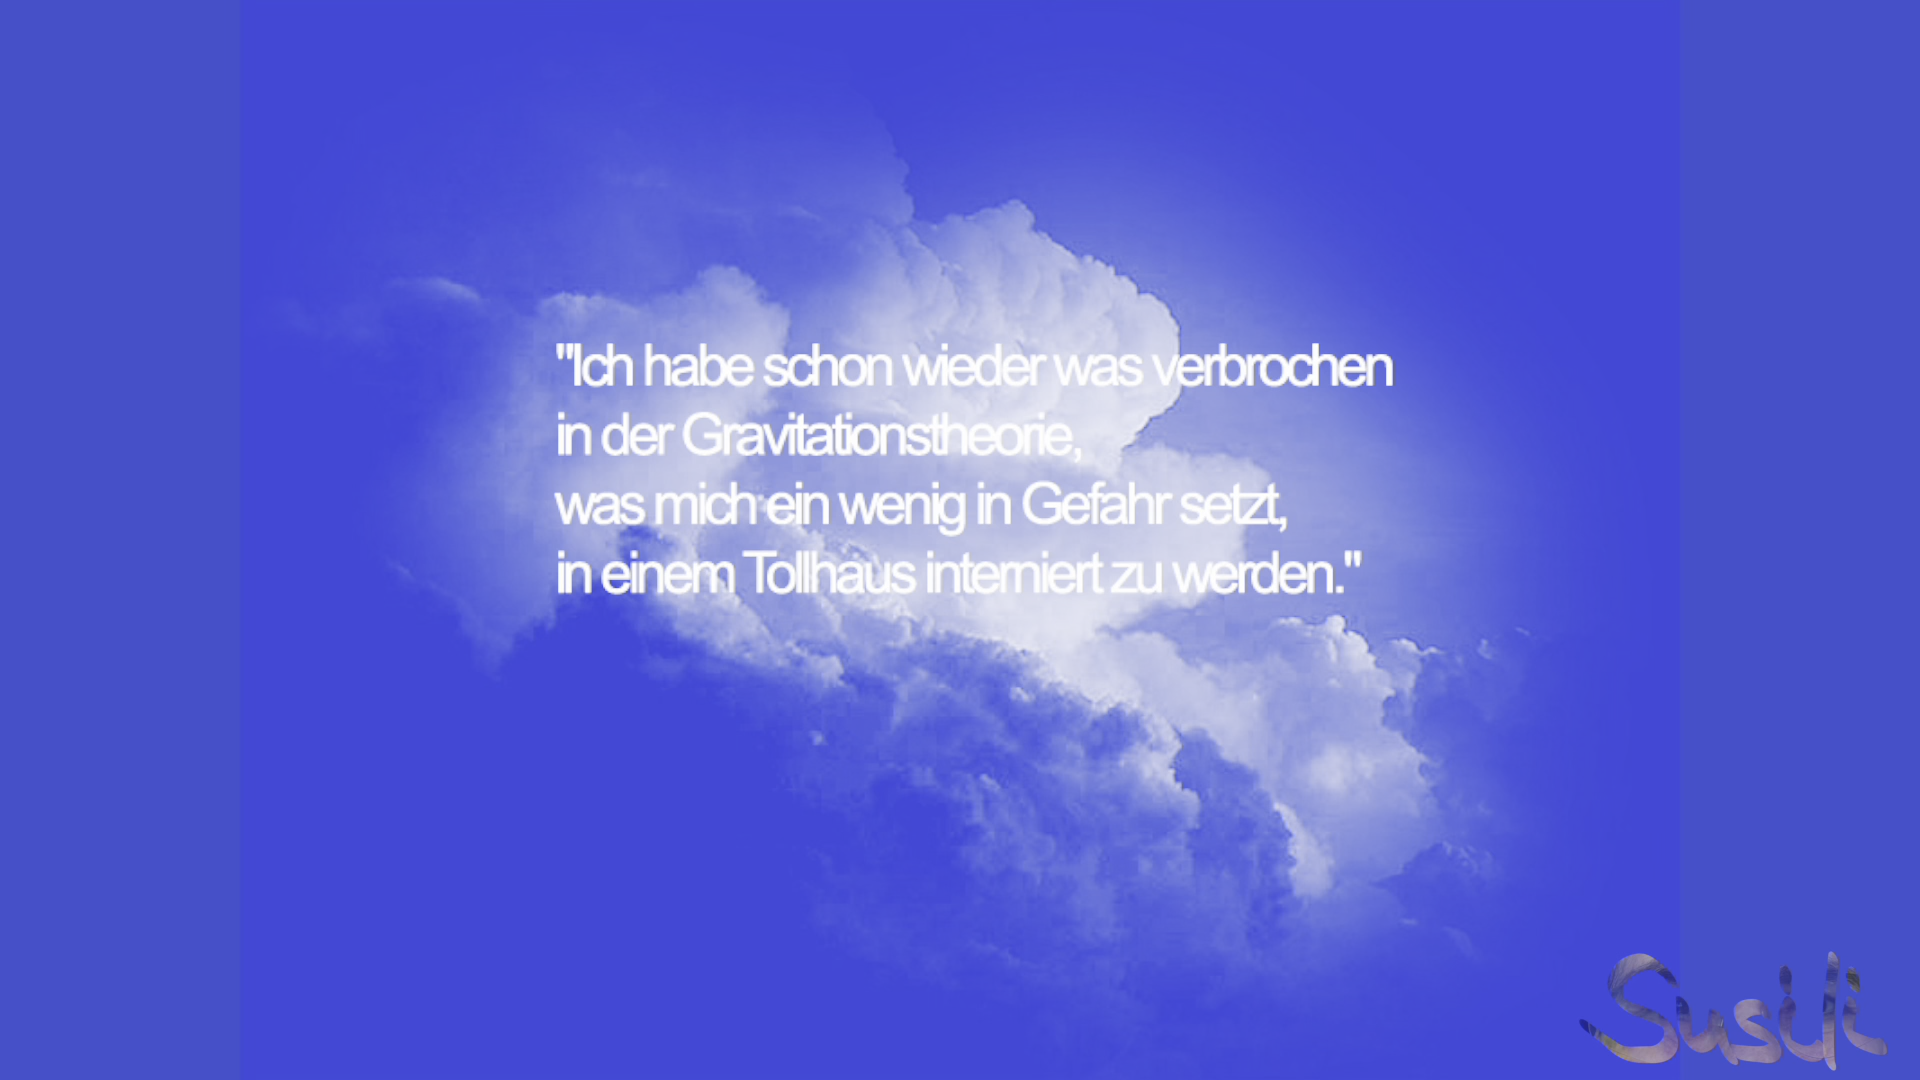 "Ich habe schon wieder was verbrochen
in der Gravitationstheorie,
was mich ein wenig in Gefahr setzt,
in einem Tollhaus interniert zu werden."
Susili